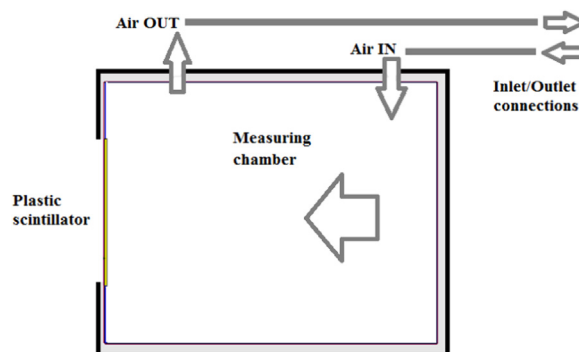 Air OUT
Air IN
Inlet/Outlet
connections
Measuring
chamber
Plastic
scintillator